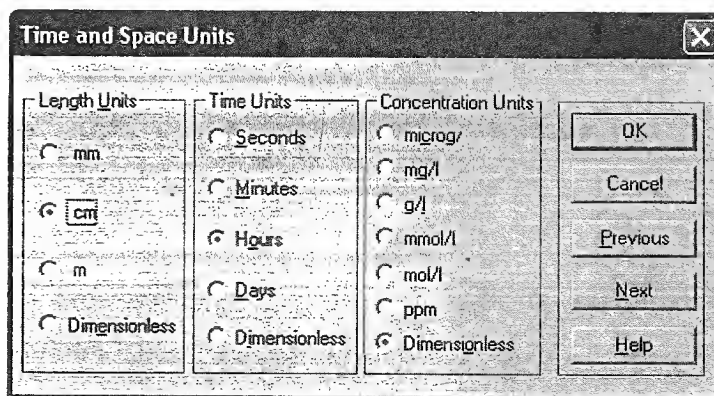 Time and Space Units
Length Units
mm
cm
m
Dimensionless
Time Units
Seconds
Minutes
Hours
Days
Dimensionless
Concentration Units
microg/
mg/l
g/l
mmol/l
mol/l
ppm
Dimensionless
OK
Cancel
Previous
Next
Help